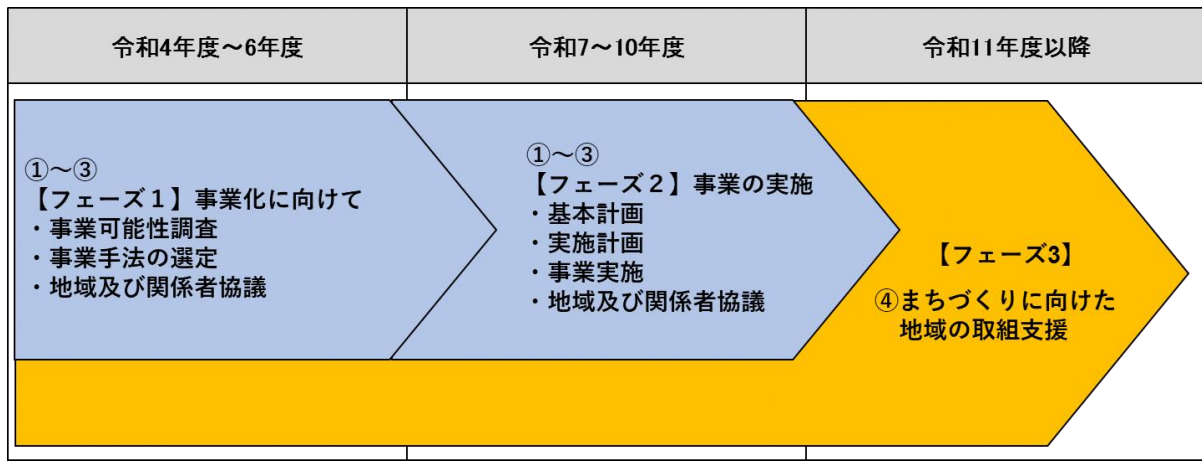 令和4年度～6年度
令和7～10年度
令和11年度以降
①～③
【フェーズ１】事業化に向けて
・事業可能性調査
・事業手法の選定
・地域及び関係者協議
①～③
【フェーズ２】事業の実施
・基本計画
・実施計画
・事業実施
・地域及び関係者協議
【フェーズ3】
④まちづくりに向けた
地域の取組支援